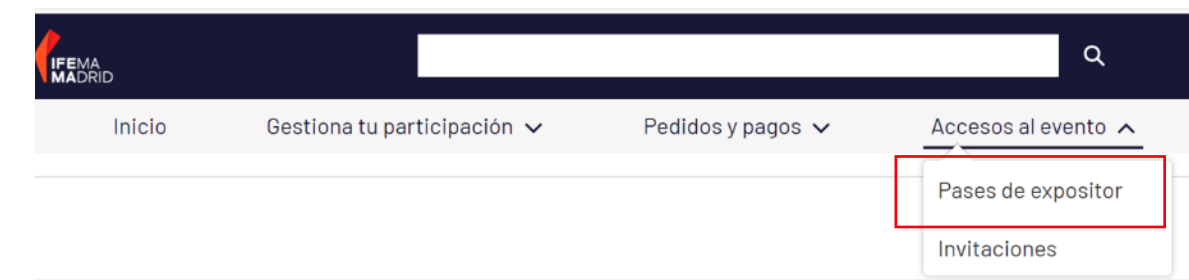 IFEMA
MADRID
Inicio Gestiona tu participación Pedidos y pagos Accesos al evento
Pases de expositor
Invitaciones